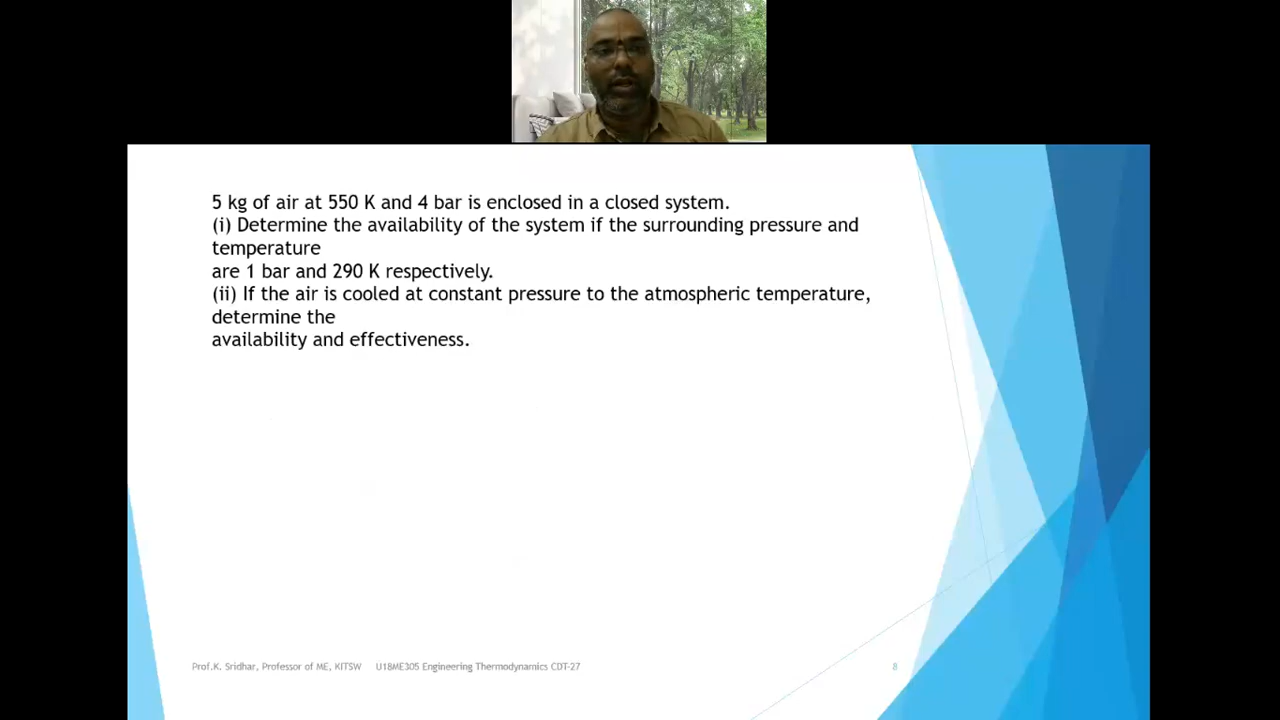 5 kg of air at 550 K and 4 bar is enclosed in a closed system.
(i) Determine the availability of the system if the surrounding pressure and
temperature
are 1 bar and 290 K respectively.
(ii) If the air is cooled at constant pressure to the atmospheric temperature,
determine the
availability and effectiveness.
Prof.K. Sridhar, Professor of ME, KITSW U18ME305 Engineering Thermodynamics CDT-27 8